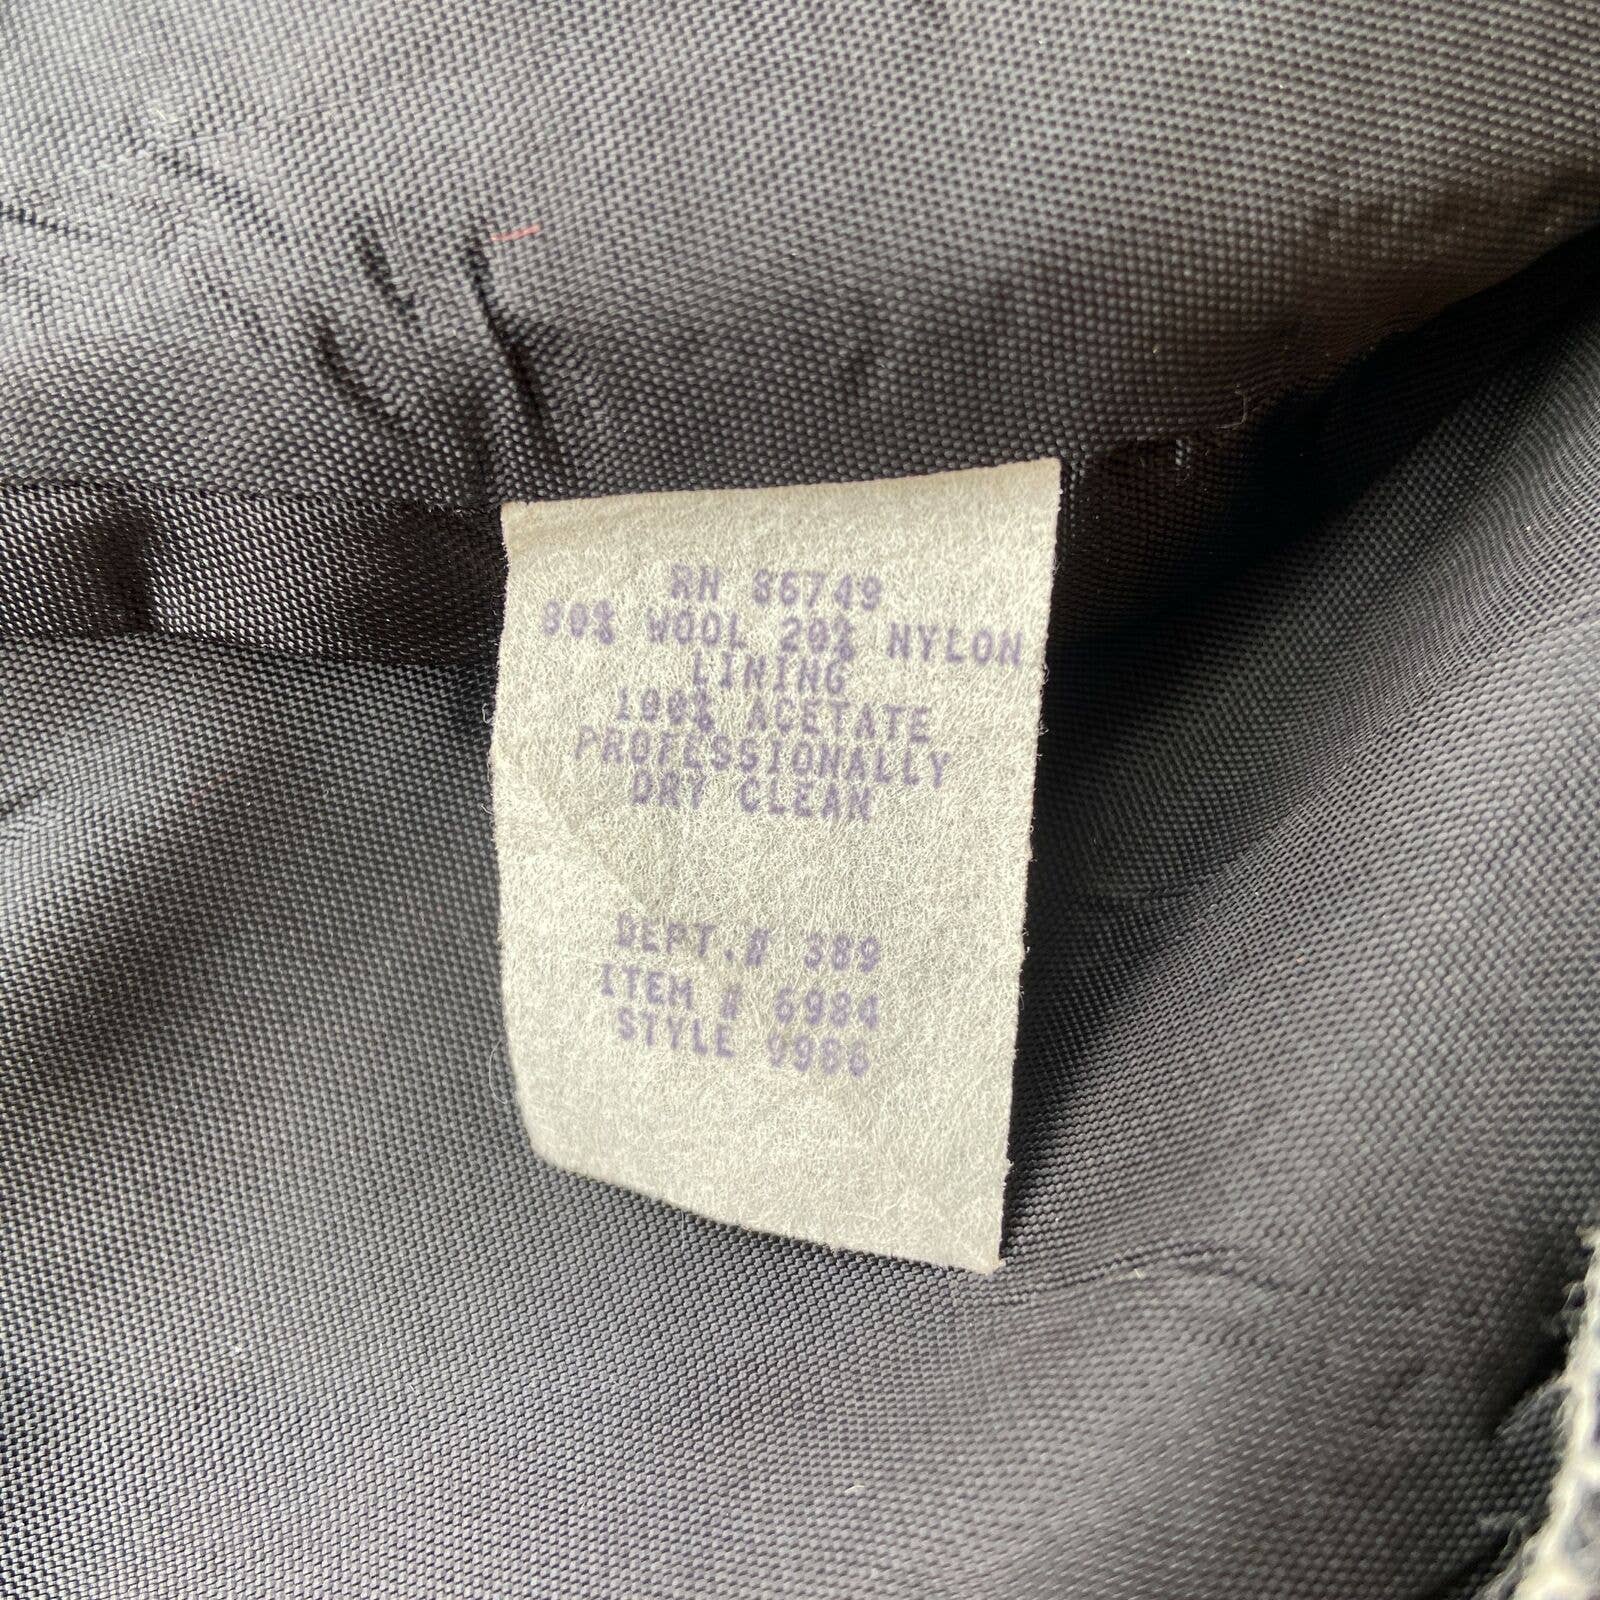 RN 86749
80% WOOL 20% NYLON
LINING
100% ACETATE
PROFESSIONALLY
DRY CLEAN
DEPT.# 389
ITEM # 6984
STYLE 9986